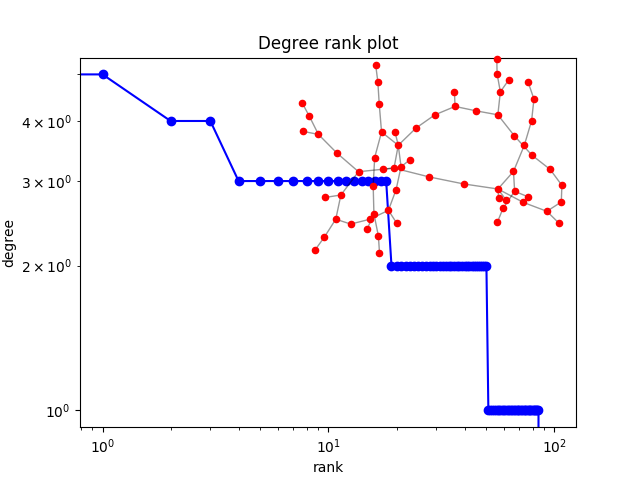 Degree rank plot
degree
4 × 10⁰
3 × 10⁰
2 × 10⁰
10⁰
10⁰ 10¹ 10²
rank